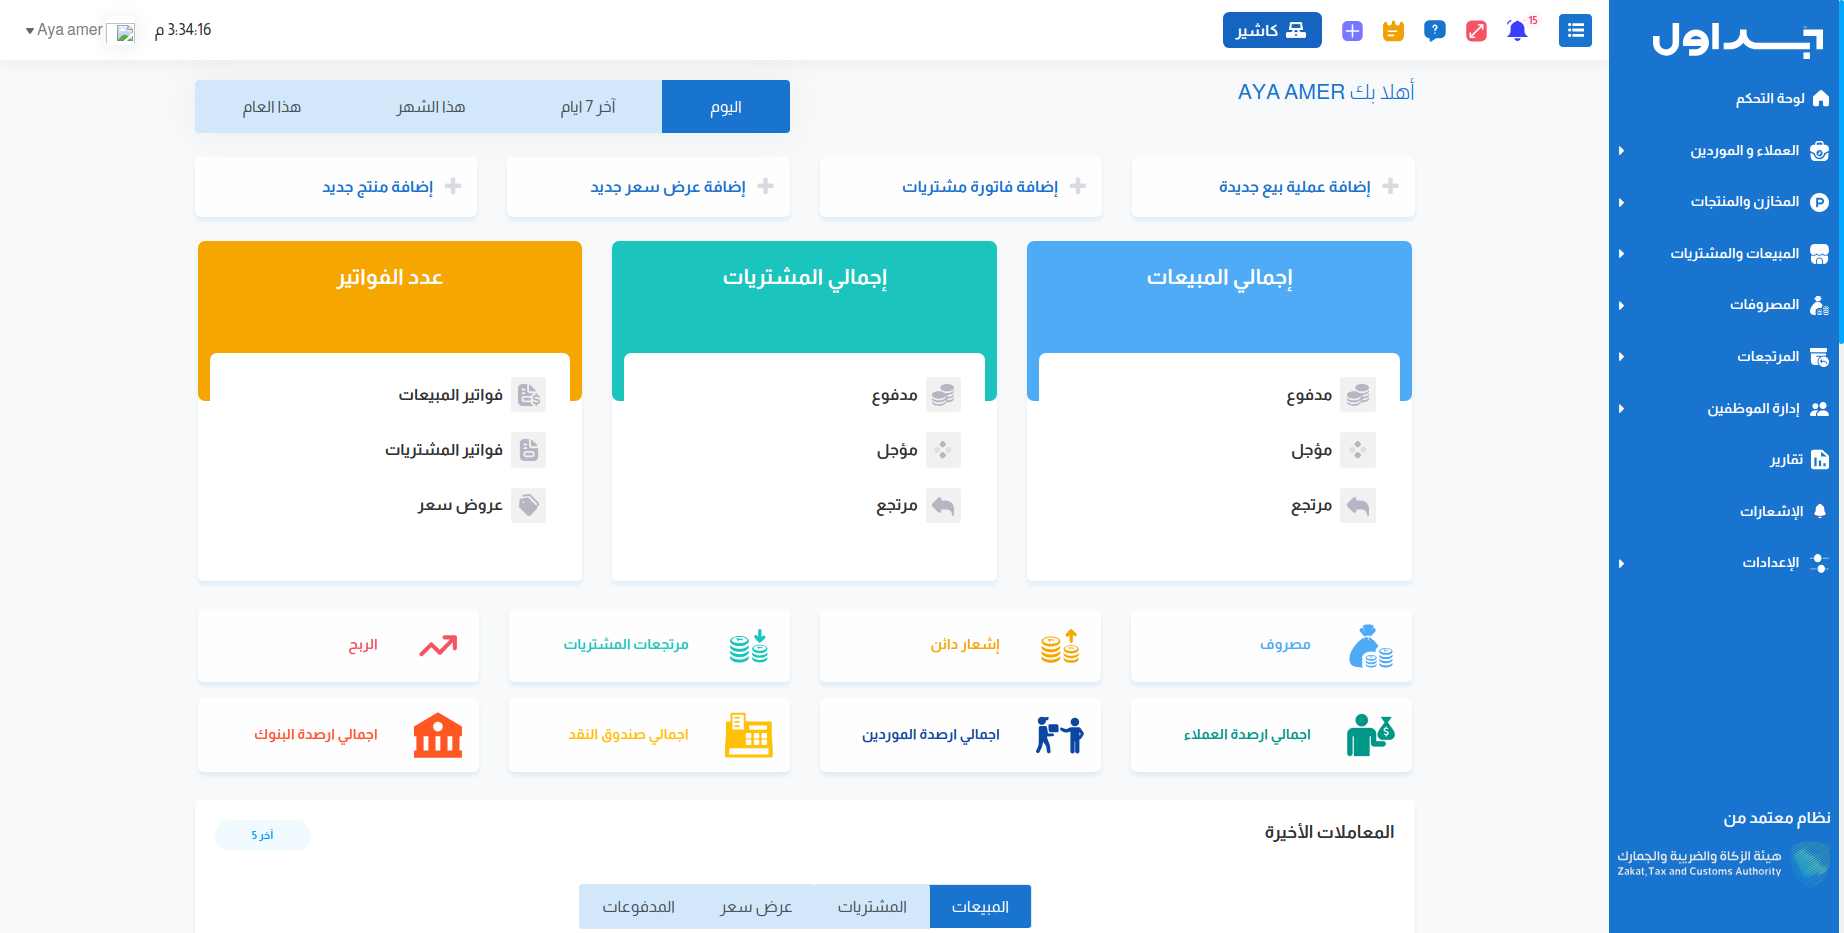 جداول
لوحة التحكم
العملاء و الموردين
المخازن والمنتجات
المبيعات والمشتريات
المصروفات
المرتجعات
إدارة الموظفين
تقارير
الإشعارات
الإعدادات
نظام معتمد من
هيئة الزكاة والضريبة والجمارك
Zakat,Tax and Customs Authority
15
كاشير
3:34:16 م
Aya amer
أهلا بك AYA AMER
اليوم
آخر 7 ايام
هذا الشهر
هذا العام
إضافة عملية بيع جديدة
إضافة فاتورة مشتريات
إضافة عرض سعر جديد
إضافة منتج جديد
إجمالي المبيعات
مدفوع
مؤجل
مرتجع
إجمالي المشتريات
مدفوع
مؤجل
مرتجع
عدد الفواتير
فواتير المبيعات
فواتير المشتريات
عروض سعر
مصروف
إشعار دائن
مرتجعات المشتريات
الربح
اجمالي ارصدة العملاء
اجمالي ارصدة الموردين
اجمالي صندوق النقد
اجمالي ارصدة البنوك
المعاملات الأخيرة
آخر 5
المبيعات
المشتريات
عرض سعر
المدفوعات